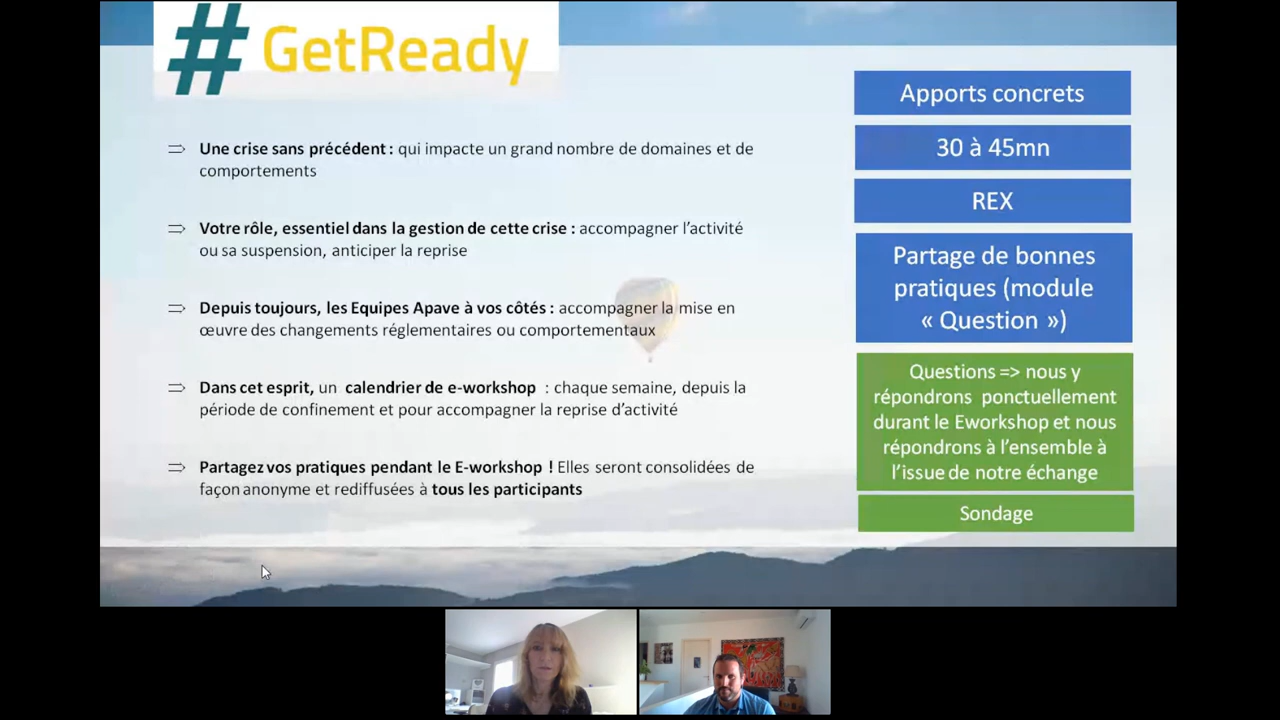 #GetReady
⇒ Une crise sans précédent : qui impacte un grand nombre de domaines et de
comportements
⇒ Votre rôle, essentiel dans la gestion de cette crise : accompagner l’activité
ou sa suspension, anticiper la reprise
⇒ Depuis toujours, les Equipes Apave à vos côtés : accompagner la mise en
œuvre des changements réglementaires ou comportementaux
⇒ Dans cet esprit, un calendrier de e-workshop : chaque semaine, depuis la
période de confinement et pour accompagner la reprise d’activité
⇒ Partagez vos pratiques pendant le E-workshop ! Elles seront consolidées de
façon anonyme et rediffusées à tous les participants
Apports concrets
30 à 45mn
REX
Partage de bonnes
pratiques (module
« Question »)
Questions => nous y
répondrons ponctuellement
durant le Eworkshop et nous
répondrons à l’ensemble à
l’issue de notre échange
Sondage